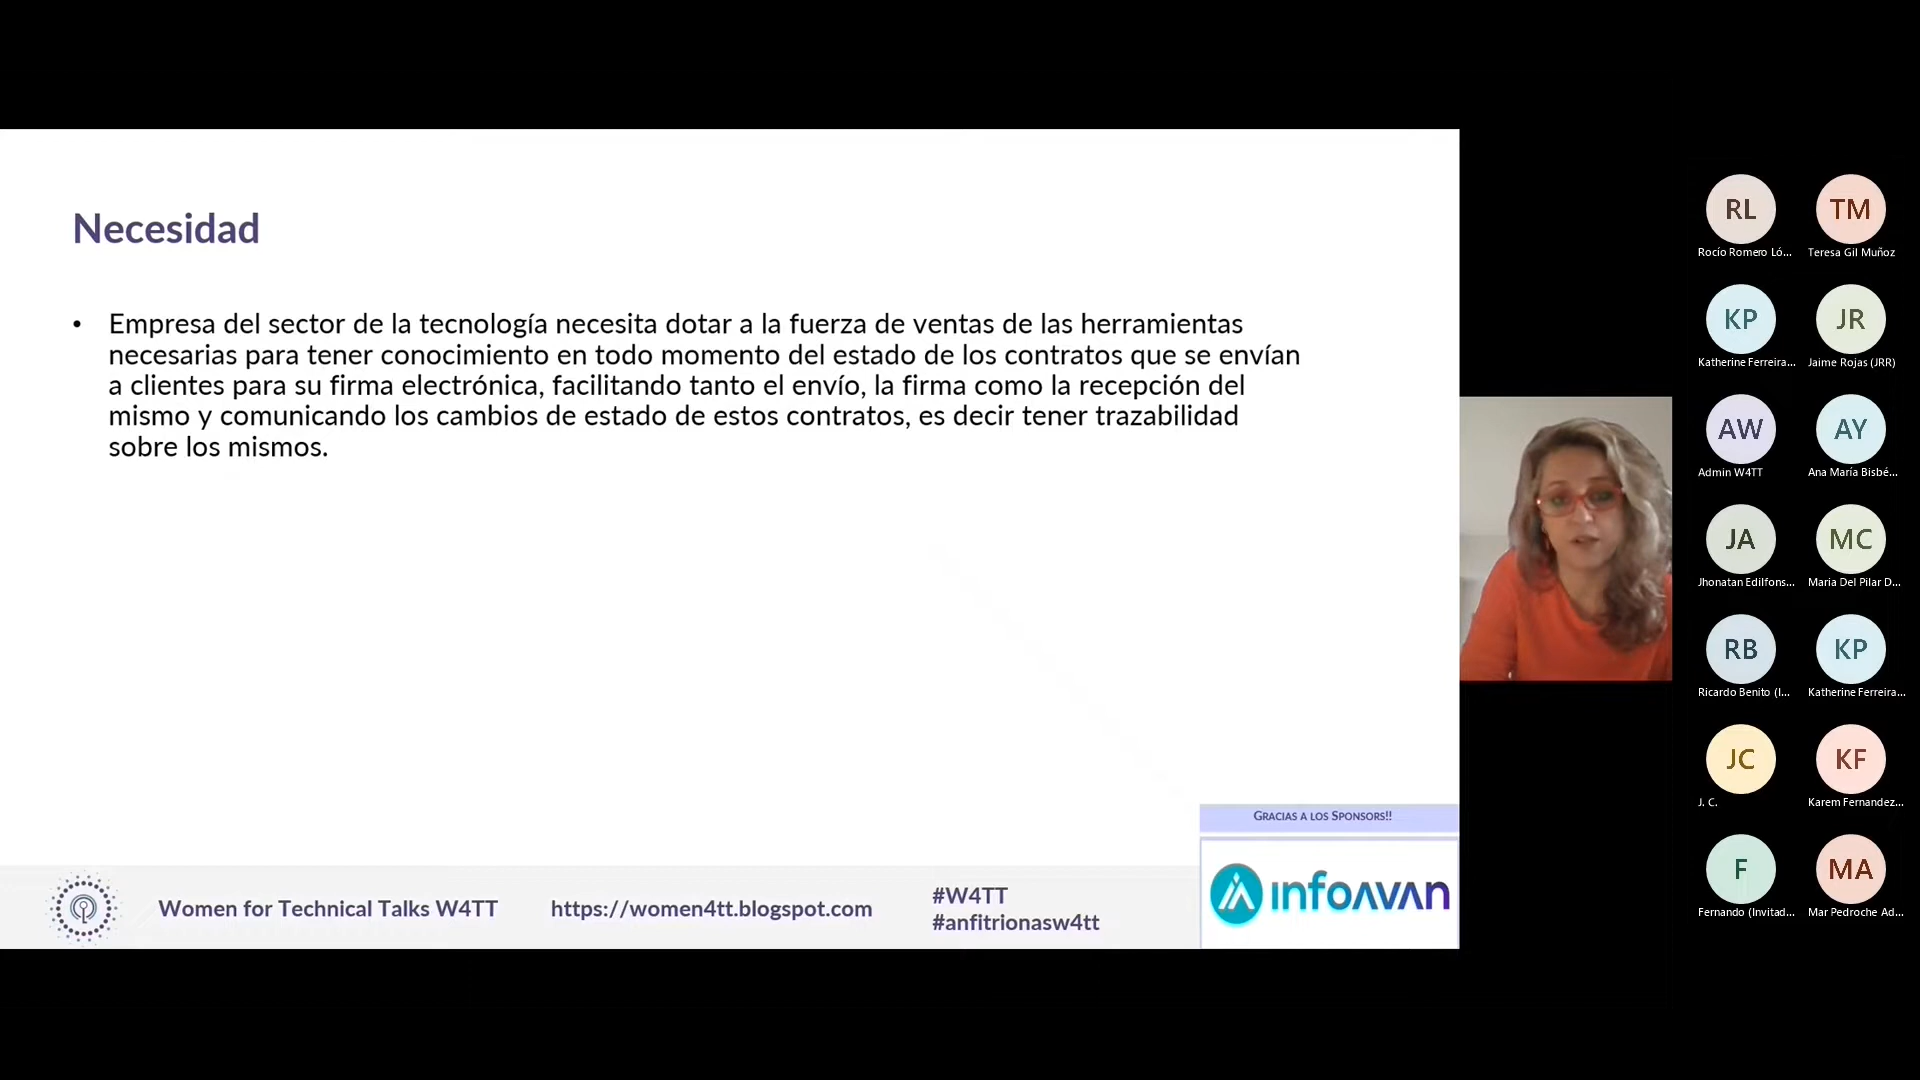 Necesidad
• Empresa del sector de la tecnología necesita dotar a la fuerza de ventas de las herramientas
necesarias para tener conocimiento en todo momento del estado de los contratos que se envían
a clientes para su firma electrónica, facilitando tanto el envío, la firma como la recepción del
mismo y comunicando los cambios de estado de estos contratos, es decir tener trazabilidad
sobre los mismos.
GRACIAS A LOS SPONSORS!!
infoavan
Women for Technical Talks W4TT
https://women4tt.blogspot.com
#W4TT
#anfitrionasw4tt
RL
TM
Rocío Romero Ló...
Teresa Gil Muñoz
KP
JR
Katherine Ferreira...
Jaime Rojas (JRR)
AW
AY
Admin W4TT
Ana María Bisbé...
JA
MC
Jhonatan Edilfons...
Maria Del Pilar D...
RB
KP
Ricardo Benito (I...
Katherine Ferreira...
JC
KF
J. C.
Karem Fernandez...
F
MA
Fernando (Invitad...
Mar Pedroche Ad...